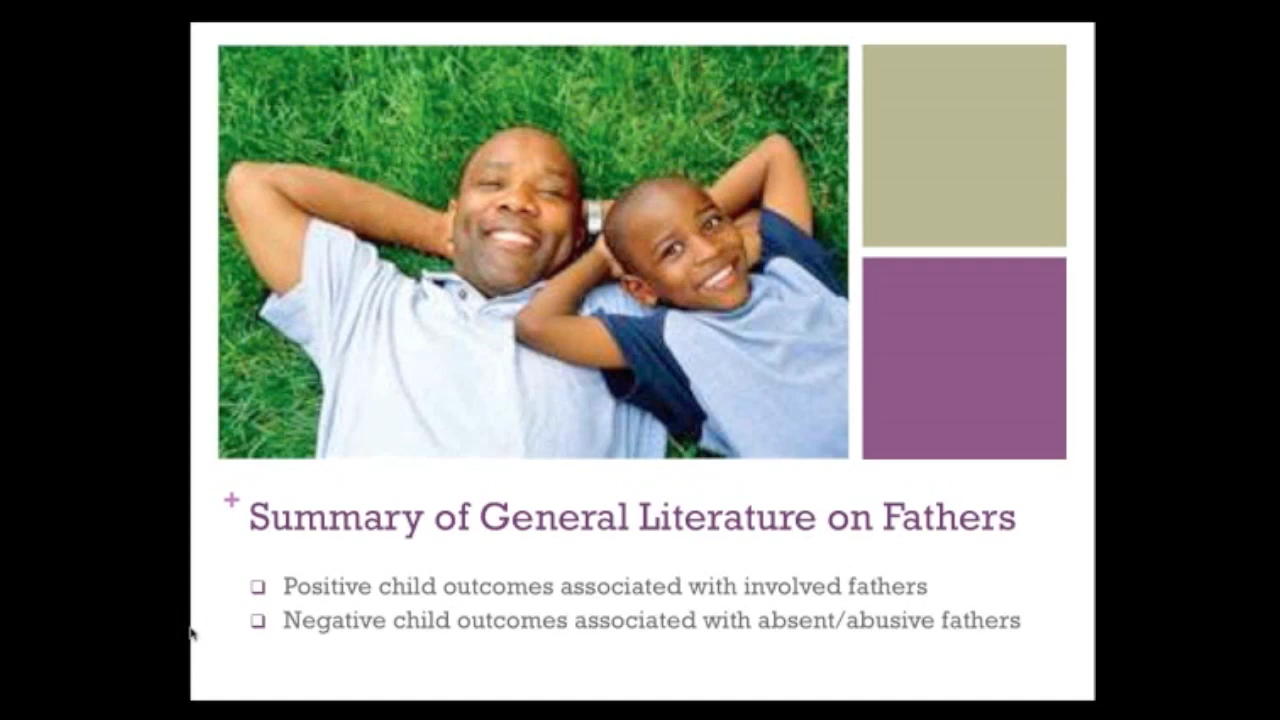 + Summary of General Literature on Fathers
❑ Positive child outcomes associated with involved fathers
❑ Negative child outcomes associated with absent/abusive fathers